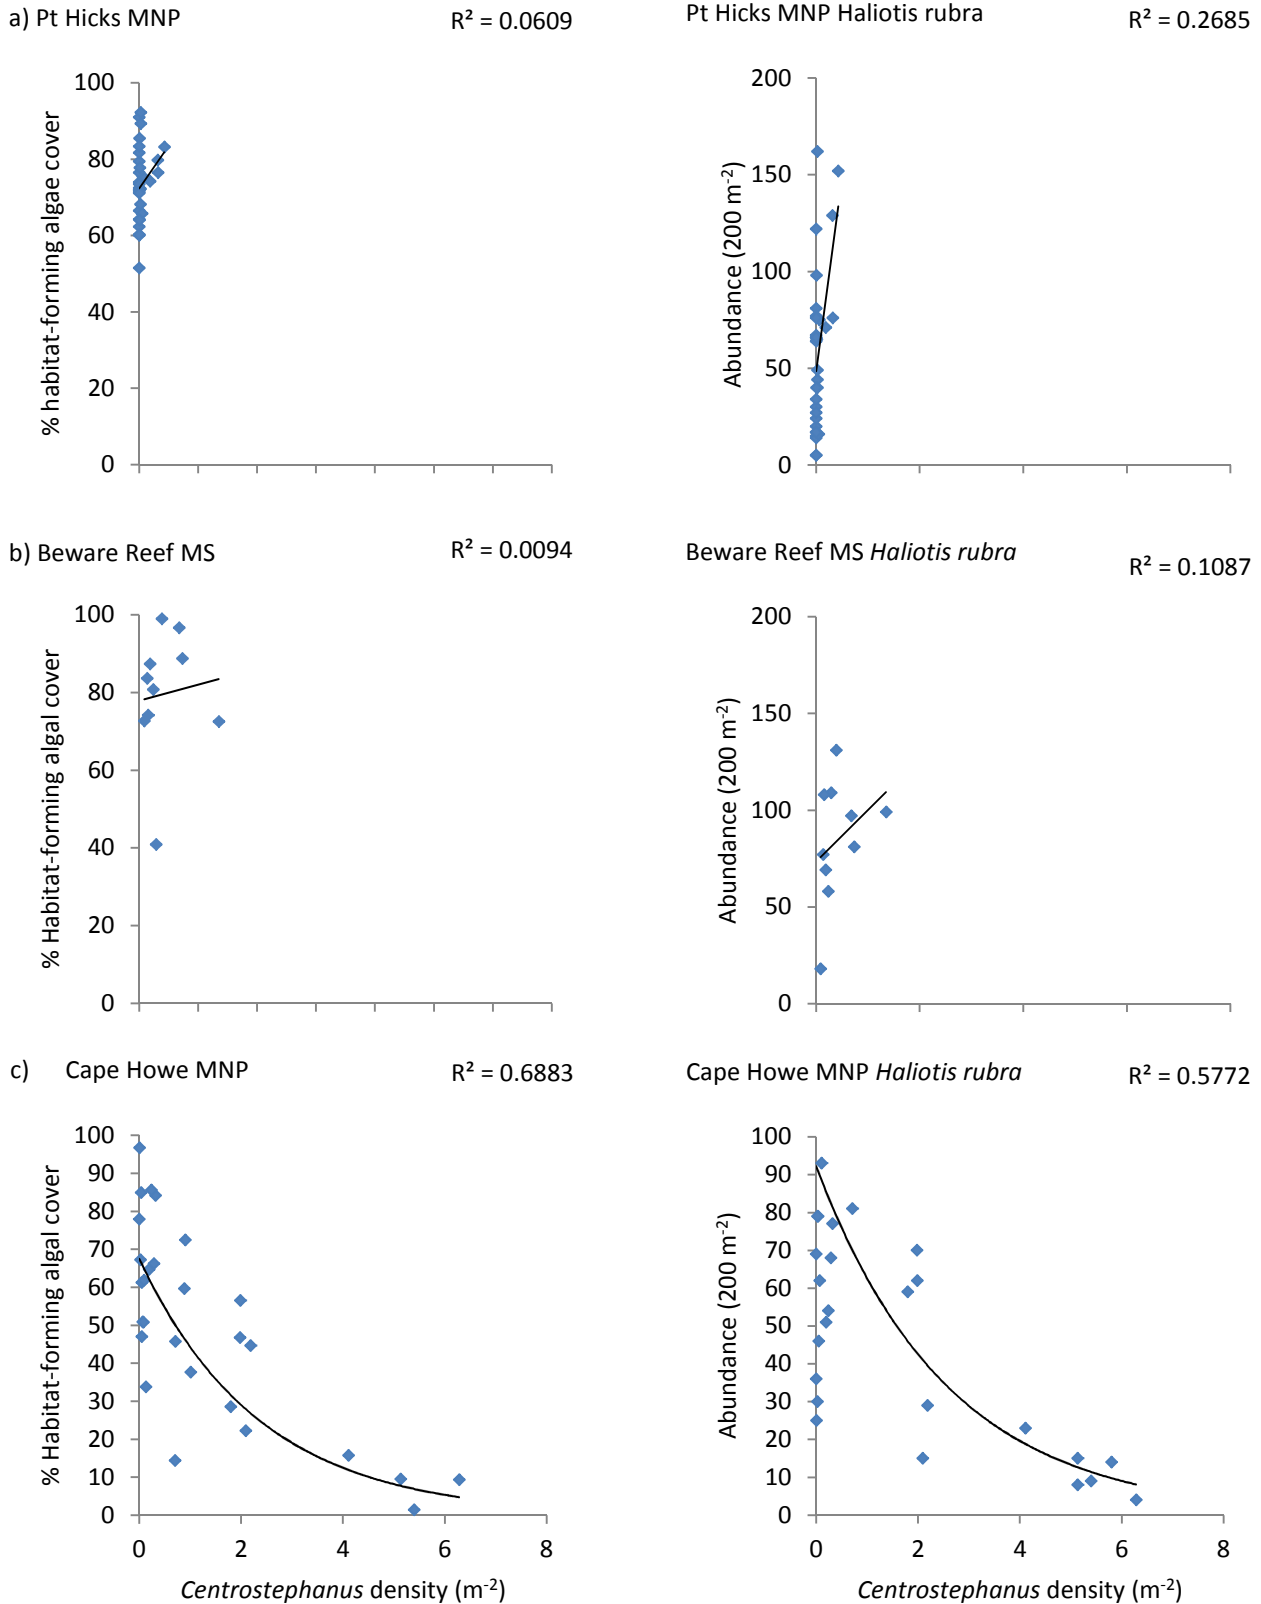 a) Pt Hicks MNP
R² = 0.0609
Pt Hicks MNP Haliotis rubra
R² = 0.2685
% habitat-forming algae cover
100
80
60
40
20
0
Abundance (200 m⁻²)
200
150
100
50
0
b) Beware Reef MS
R² = 0.0094
Beware Reef MS Haliotis rubra
R² = 0.1087
% Habitat-forming algal cover
100
80
60
40
20
0
Abundance (200 m⁻²)
200
150
100
50
0
c) Cape Howe MNP
R² = 0.6883
Cape Howe MNP Haliotis rubra
R² = 0.5772
% Habitat-forming algal cover
100
90
80
70
60
50
40
30
20
10
0
0 2 4 6 8
Centrostephanus density (m⁻²)
Abundance (200 m⁻²)
100
90
80
70
60
50
40
30
20
10
0
0 2 4 6 8
Centrostephanus density (m⁻²)